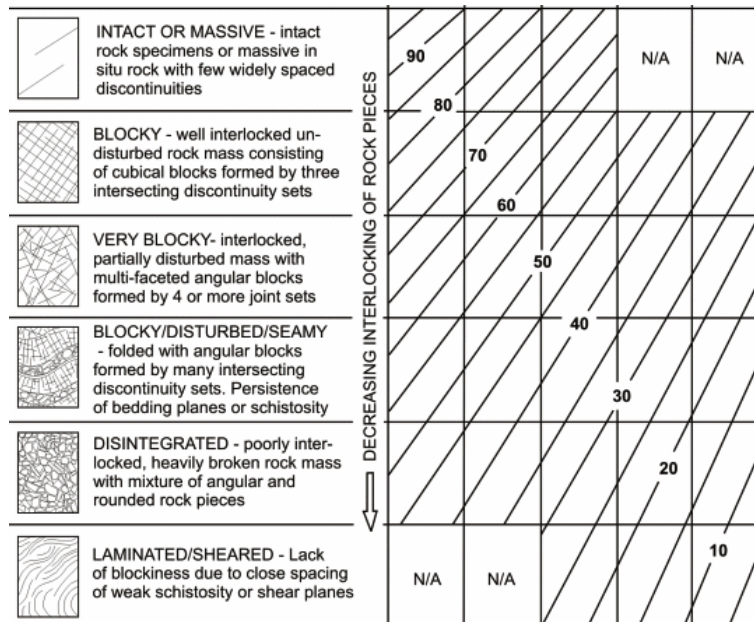 INTACT OR MASSIVE - intact
rock specimens or massive in
situ rock with few widely spaced
discontinuities
BLOCKY - well interlocked un-
disturbed rock mass consisting
of cubical blocks formed by three
intersecting discontinuity sets
VERY BLOCKY- interlocked,
partially disturbed mass with
multi-faceted angular blocks
formed by 4 or more joint sets
BLOCKY/DISTURBED/SEAMY
- folded with angular blocks
formed by many intersecting
discontinuity sets. Persistence
of bedding planes or schistosity
DISINTEGRATED - poorly inter-
locked, heavily broken rock mass
with mixture of angular and
rounded rock pieces
LAMINATED/SHEARED - Lack
of blockiness due to close spacing
of weak schistosity or shear planes
DECREASING INTERLOCKING OF ROCK PIECES
90
N/A N/A
80
70
60
50
40
30
20
10
N/A N/A